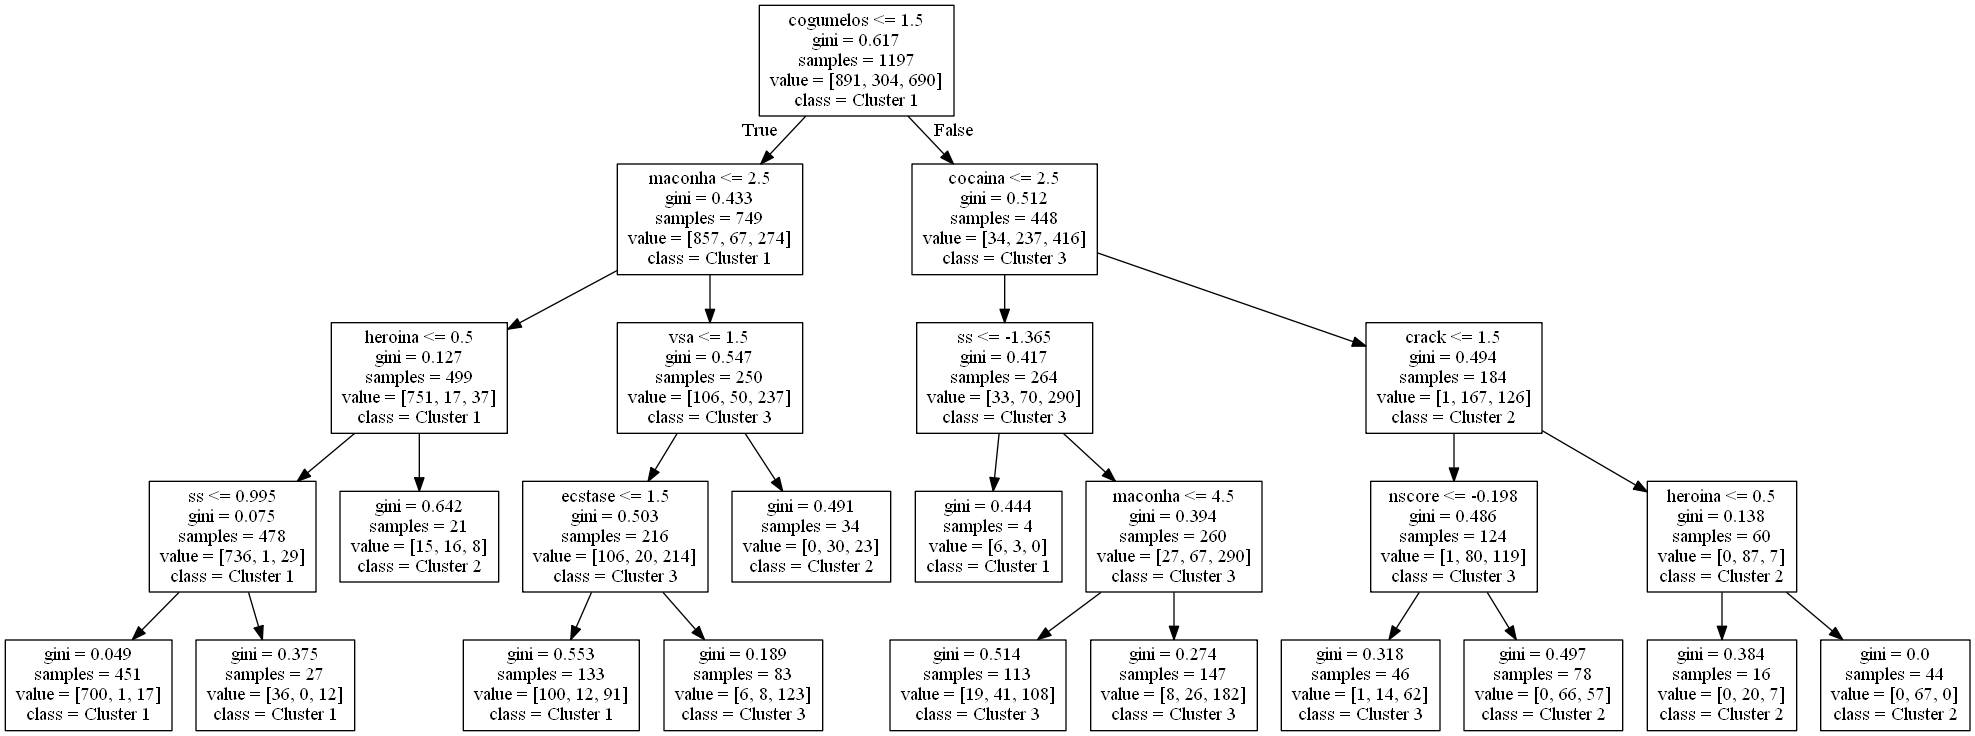 cogumelos <= 1.5
gini = 0.617
samples = 1197
value = [891, 304, 690]
class = Cluster 1
True
False
maconha <= 2.5
gini = 0.433
samples = 749
value = [857, 67, 274]
class = Cluster 1
cocaina <= 2.5
gini = 0.512
samples = 448
value = [34, 237, 416]
class = Cluster 3
heroina <= 0.5
gini = 0.127
samples = 499
value = [751, 17, 37]
class = Cluster 1
vsa <= 1.5
gini = 0.547
samples = 250
value = [106, 50, 237]
class = Cluster 3
ss <= -1.365
gini = 0.417
samples = 264
value = [33, 70, 290]
class = Cluster 3
crack <= 1.5
gini = 0.494
samples = 184
value = [1, 167, 126]
class = Cluster 2
ss <= 0.995
gini = 0.075
samples = 478
value = [736, 1, 29]
class = Cluster 1
gini = 0.642
samples = 21
value = [15, 16, 8]
class = Cluster 2
ecstase <= 1.5
gini = 0.503
samples = 216
value = [106, 20, 214]
class = Cluster 3
gini = 0.491
samples = 34
value = [0, 30, 23]
class = Cluster 2
gini = 0.444
samples = 4
value = [6, 3, 0]
class = Cluster 1
maconha <= 4.5
gini = 0.394
samples = 260
value = [27, 67, 290]
class = Cluster 3
nscore <= -0.198
gini = 0.486
samples = 124
value = [1, 80, 119]
class = Cluster 3
heroina <= 0.5
gini = 0.138
samples = 60
value = [0, 87, 7]
class = Cluster 2
gini = 0.049
samples = 451
value = [700, 1, 17]
class = Cluster 1
gini = 0.375
samples = 27
value = [36, 0, 12]
class = Cluster 1
gini = 0.553
samples = 133
value = [100, 12, 91]
class = Cluster 1
gini = 0.189
samples = 83
value = [6, 8, 123]
class = Cluster 3
gini = 0.514
samples = 113
value = [19, 41, 108]
class = Cluster 3
gini = 0.274
samples = 147
value = [8, 26, 182]
class = Cluster 3
gini = 0.318
samples = 46
value = [1, 14, 62]
class = Cluster 3
gini = 0.497
samples = 78
value = [0, 66, 57]
class = Cluster 2
gini = 0.384
samples = 16
value = [0, 20, 7]
class = Cluster 2
gini = 0.0
samples = 44
value = [0, 67, 0]
class = Cluster 2